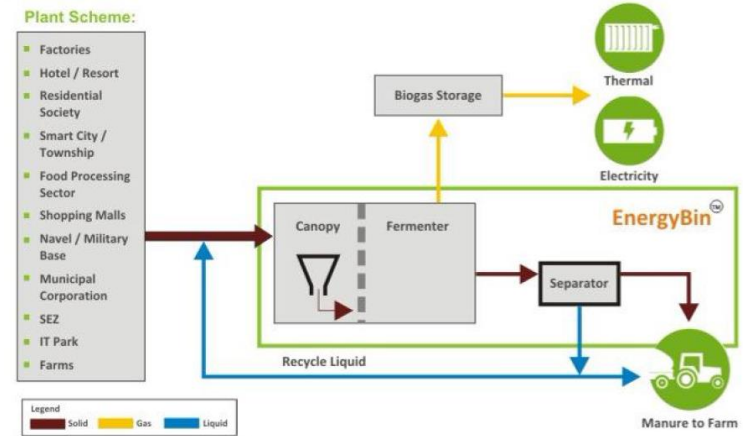 Plant Scheme:
Factories
Hotel / Resort
Residential
Society
Smart City /
Township
Food Processing
Sector
Shopping Malls
Navel / Military
Base
Municipal
Corporation
SEZ
IT Park
Farms
Biogas Storage
Thermal
Electricity
EnergyBin™
Canopy
Fermenter
Separator
Recycle Liquid
Manure to Farm
Legend
Solid
Gas
Liquid